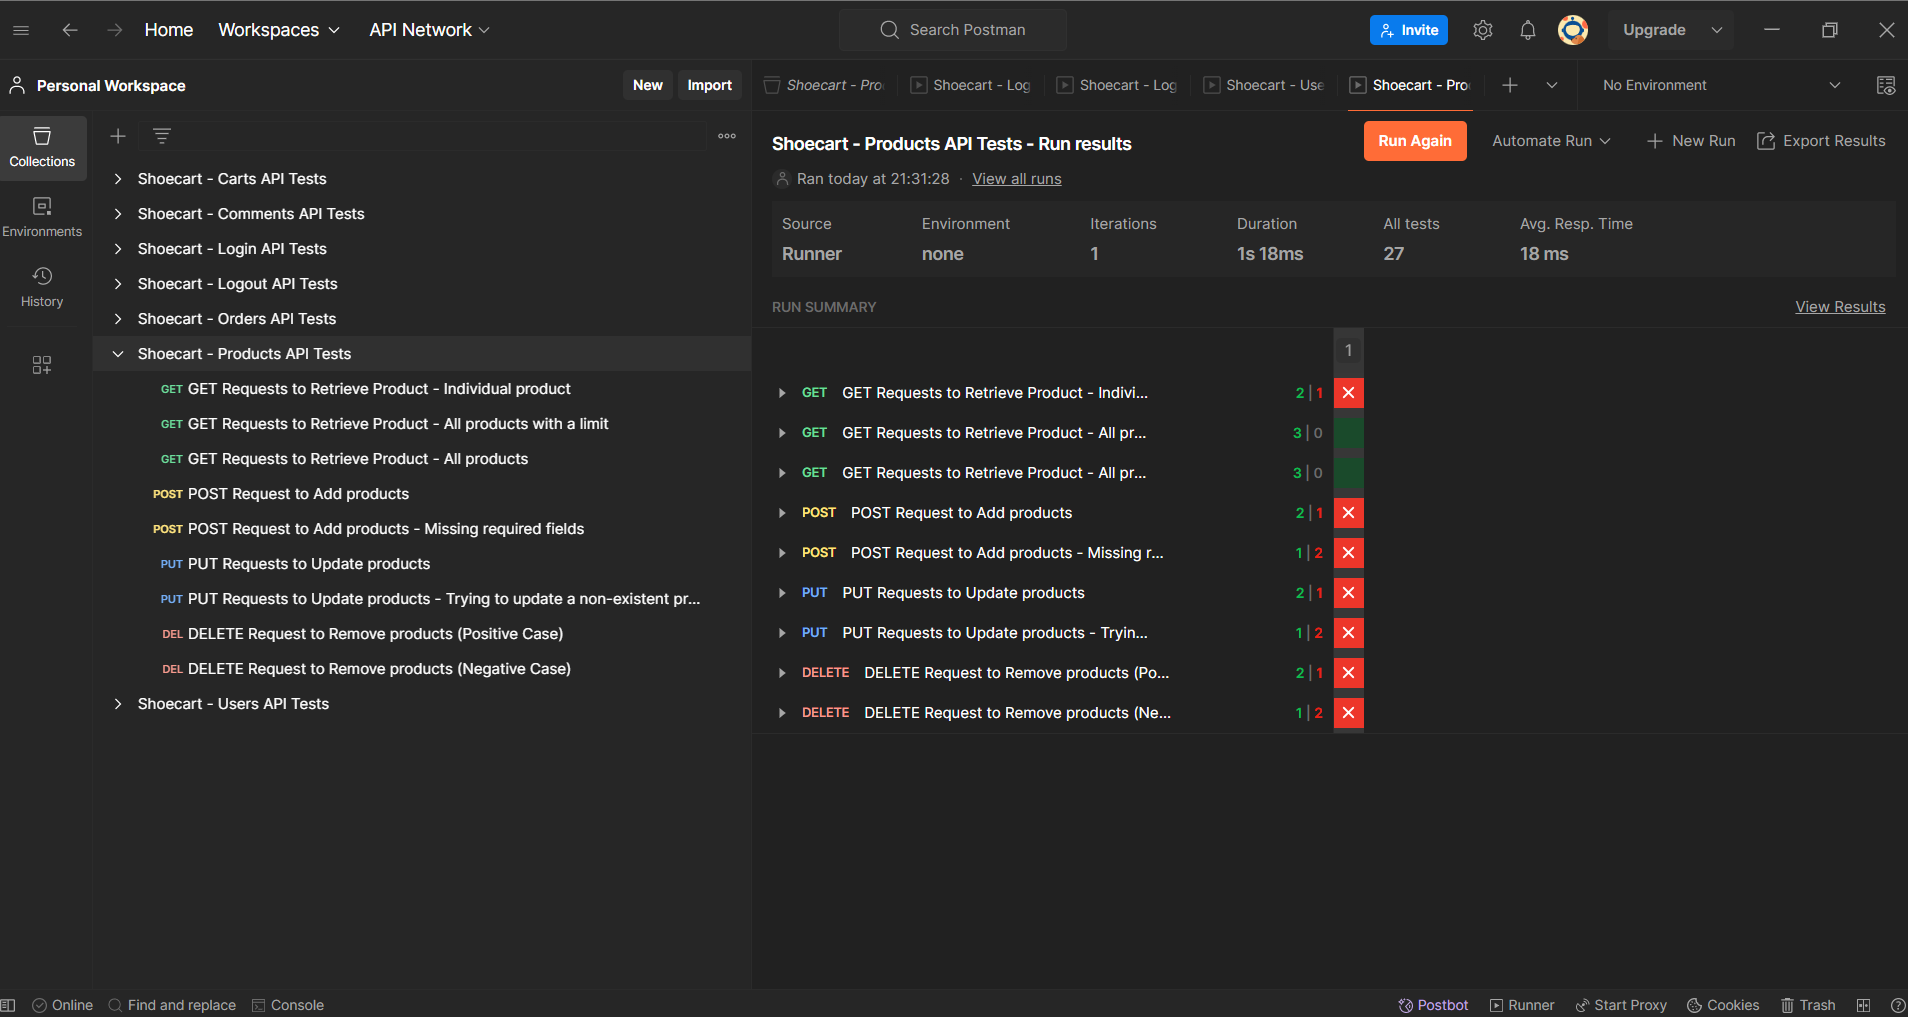 Home Workspaces API Network Search Postman Invite Upgrade
Personal Workspace New Import
Shoecart - Pro Shoecart - Log Shoecart - Log Shoecart - Use Shoecart - Pro No Environment
Collections
Environments
History
Shoecart - Carts API Tests
Shoecart - Comments API Tests
Shoecart - Login API Tests
Shoecart - Logout API Tests
Shoecart - Orders API Tests
Shoecart - Products API Tests
GET GET Requests to Retrieve Product - Individual product
GET GET Requests to Retrieve Product - All products with a limit
GET GET Requests to Retrieve Product - All products
POST POST Request to Add products
POST POST Request to Add products - Missing required fields
PUT PUT Requests to Update products
PUT PUT Requests to Update products - Trying to update a non-existent pr...
DEL DELETE Request to Remove products (Positive Case)
DEL DELETE Request to Remove products (Negative Case)
Shoecart - Users API Tests
Shoecart - Products API Tests - Run results Run Again Automate Run New Run Export Results
Ran today at 21:31:28 · View all runs
Source Environment Iterations Duration All tests Avg. Resp. Time
Runner none 1 1s 18ms 27 18 ms
RUN SUMMARY View Results
1
GET GET Requests to Retrieve Product - Indivi... 2 | 1
GET GET Requests to Retrieve Product - All pr... 3 | 0
GET GET Requests to Retrieve Product - All pr... 3 | 0
POST POST Request to Add products 2 | 1
POST POST Request to Add products - Missing r... 1 | 2
PUT PUT Requests to Update products 2 | 1
PUT PUT Requests to Update products - Tryin... 1 | 2
DELETE DELETE Request to Remove products (Po... 2 | 1
DELETE DELETE Request to Remove products (Ne... 1 | 2
Online Find and replace Console Postbot Runner Start Proxy Cookies Trash